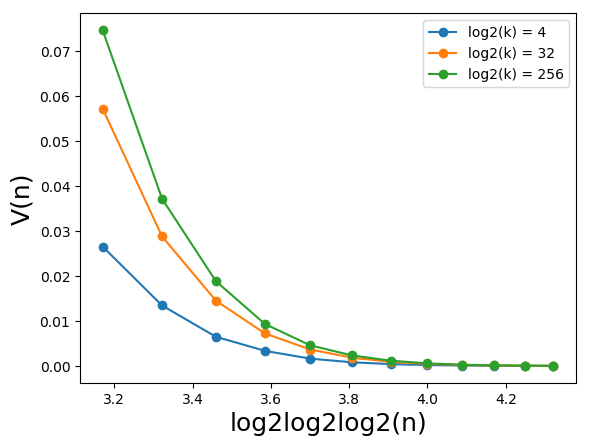 log2(k) = 4
log2(k) = 32
log2(k) = 256
V(n)
0.07
0.06
0.05
0.04
0.03
0.02
0.01
0.00
3.2 3.4 3.6 3.8 4.0 4.2
log2log2log2(n)